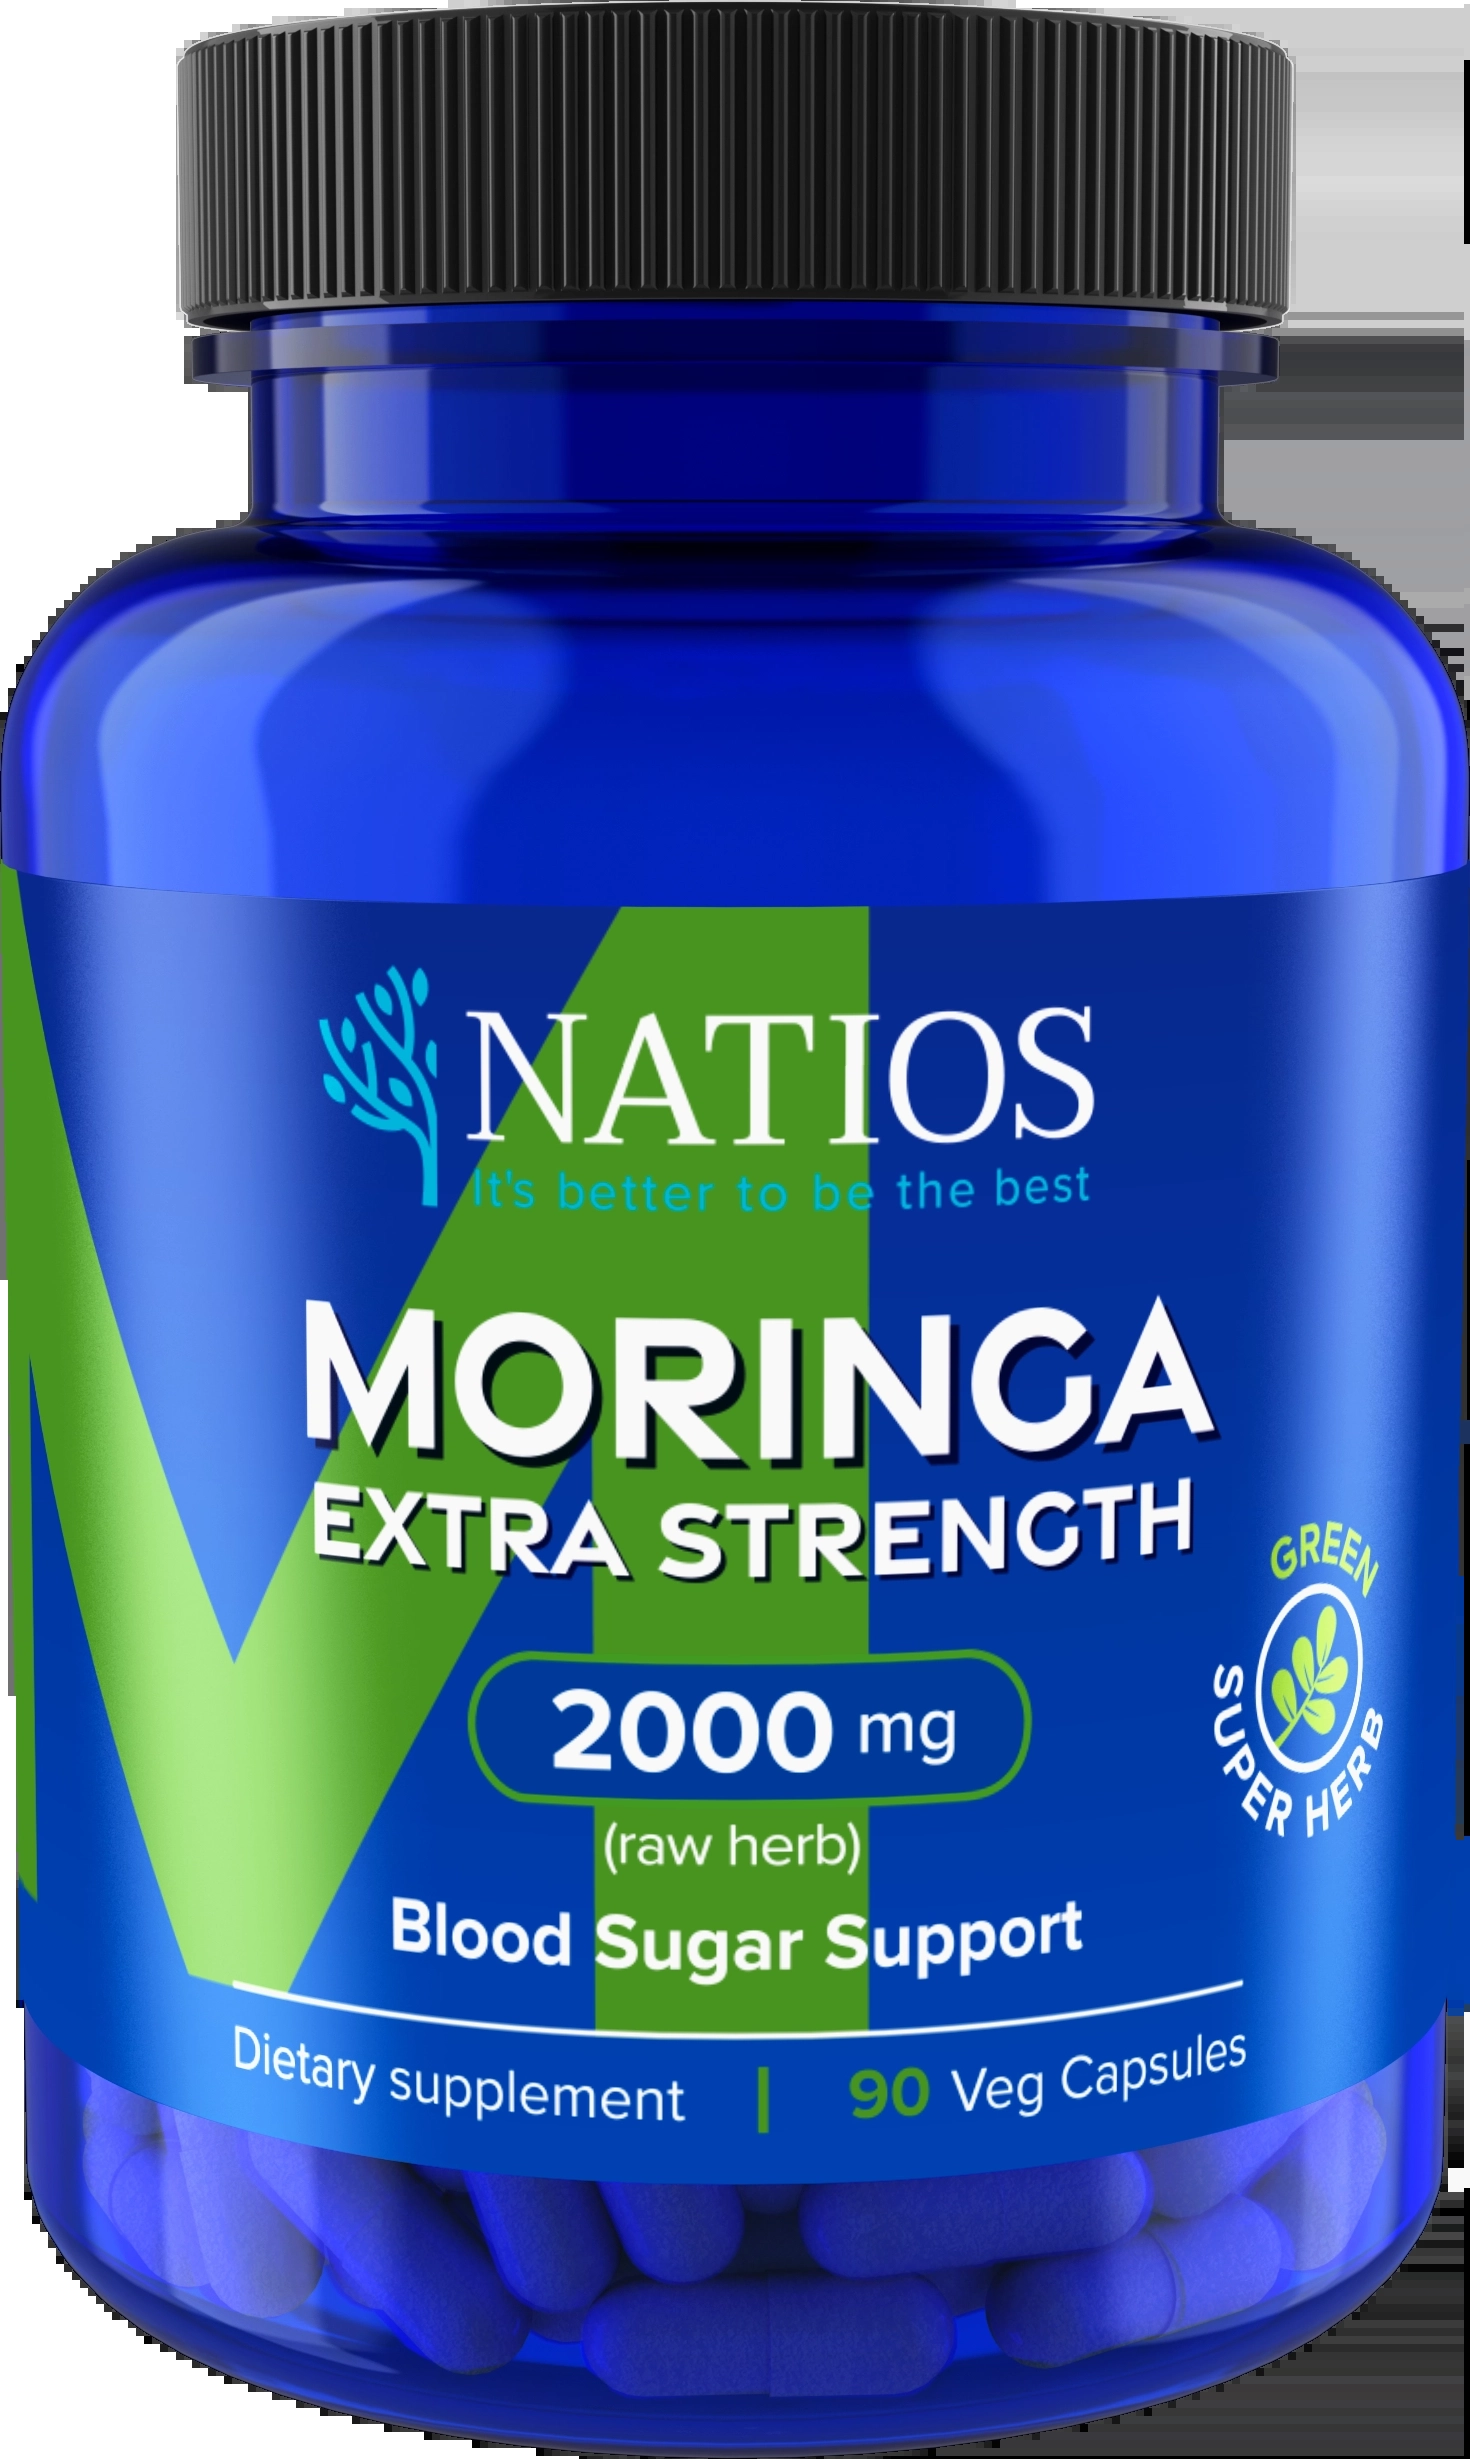 NATIOS
It's better to be the best
MORINGA
EXTRA STRENGTH
2000 mg
(raw herb)
Blood Sugar Support
Dietary supplement | 90 Veg Capsules
GREEN
SUPER HERB